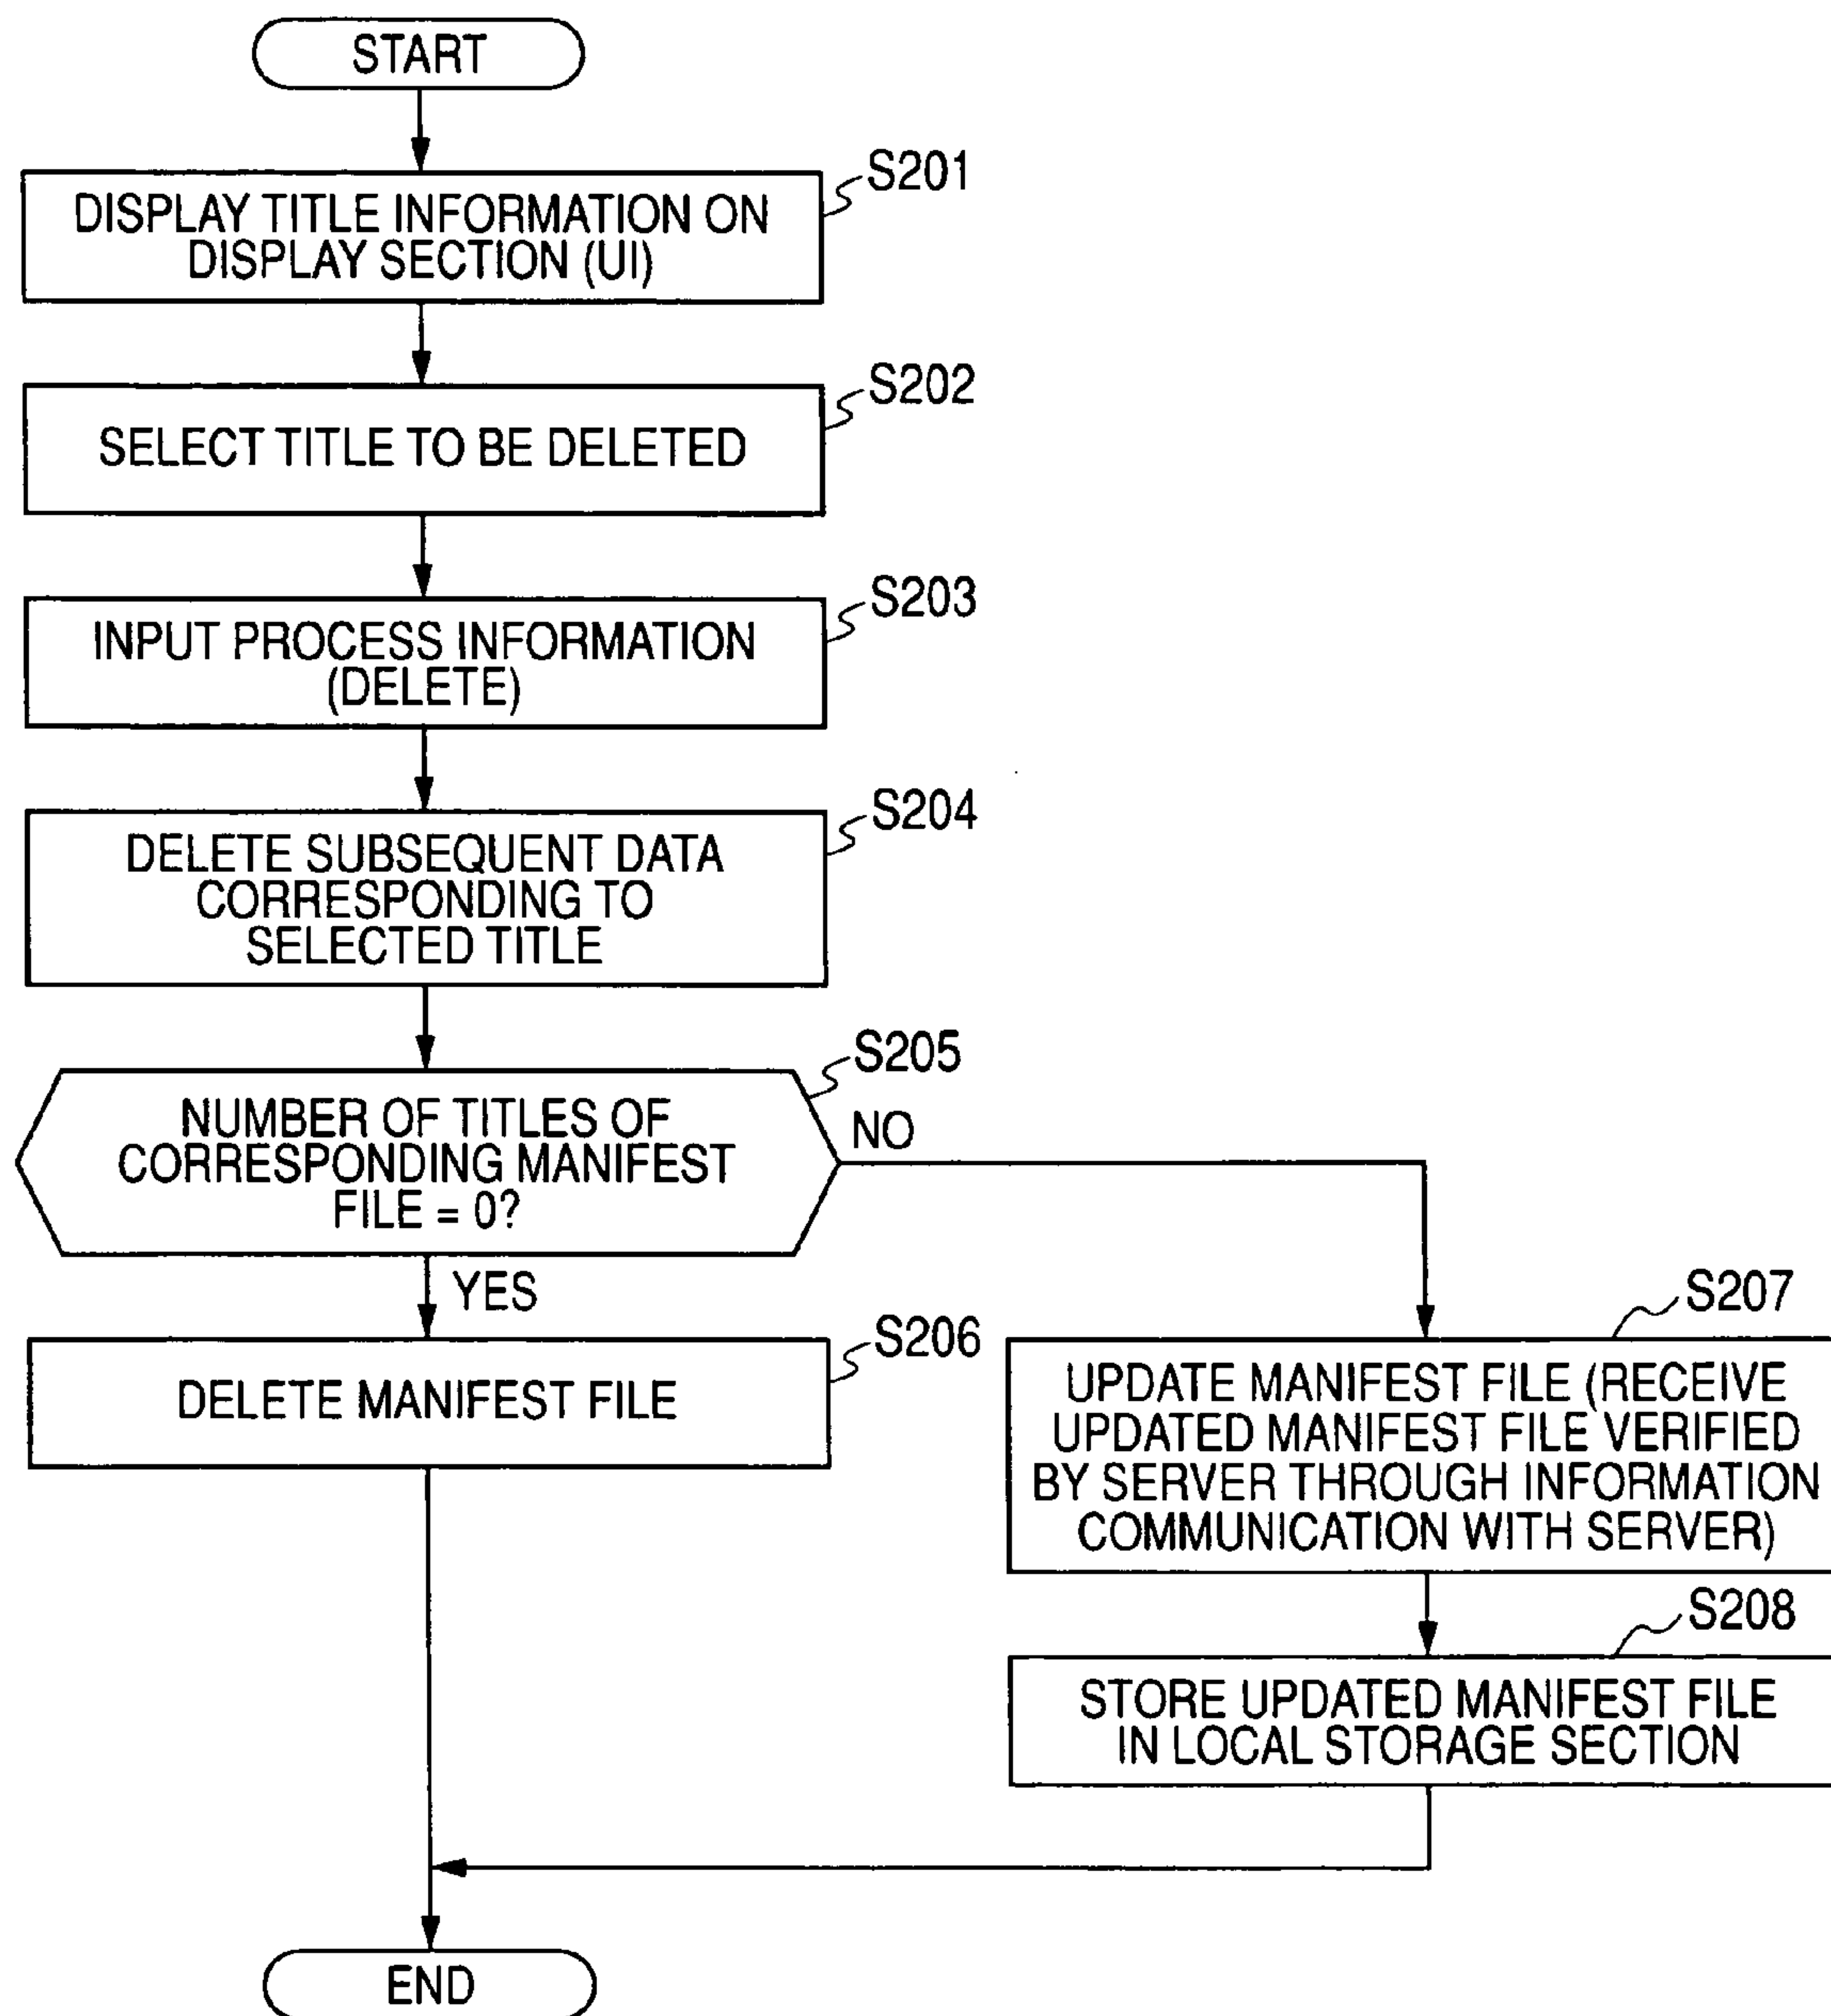 START
S201
DISPLAY TITLE INFORMATION ON
DISPLAY SECTION (UI)
S202
SELECT TITLE TO BE DELETED
S203
INPUT PROCESS INFORMATION
(DELETE)
S204
DELETE SUBSEQUENT DATA
CORRESPONDING TO
SELECTED TITLE
S205
NUMBER OF TITLES OF
CORRESPONDING MANIFEST
FILE = 0?
NO
YES
S206
DELETE MANIFEST FILE
S207
UPDATE MANIFEST FILE (RECEIVE
UPDATED MANIFEST FILE VERIFIED
BY SERVER THROUGH INFORMATION
COMMUNICATION WITH SERVER)
S208
STORE UPDATED MANIFEST FILE
IN LOCAL STORAGE SECTION
END